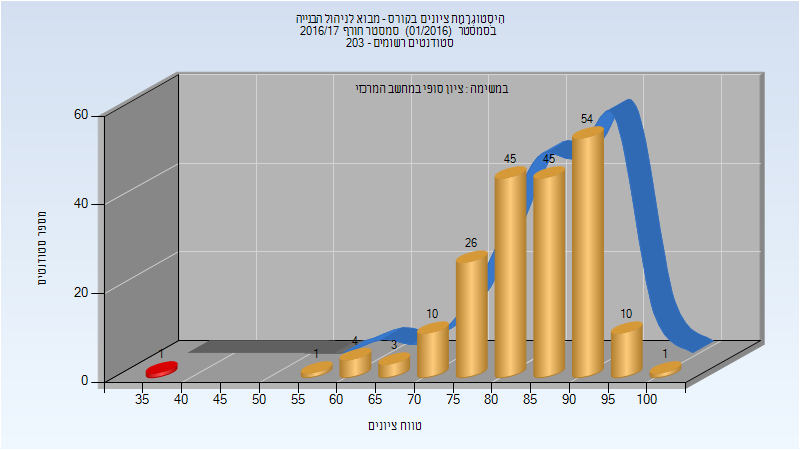 היסטוגרמת ציונים בקורס - מבוא לניהול הבנייה
בסמסטר (01/2016) סמסטר חורף 2016/17
סטודנטים רשומים - 203
במשימה : ציון סופי במחשב המרכזי
מספר סטודנטים
60
40
20
0
1
1
4
3
10
26
45
45
54
10
1
35 40 45 50 55 60 65 70 75 80 85 90 95 100
טווח ציונים